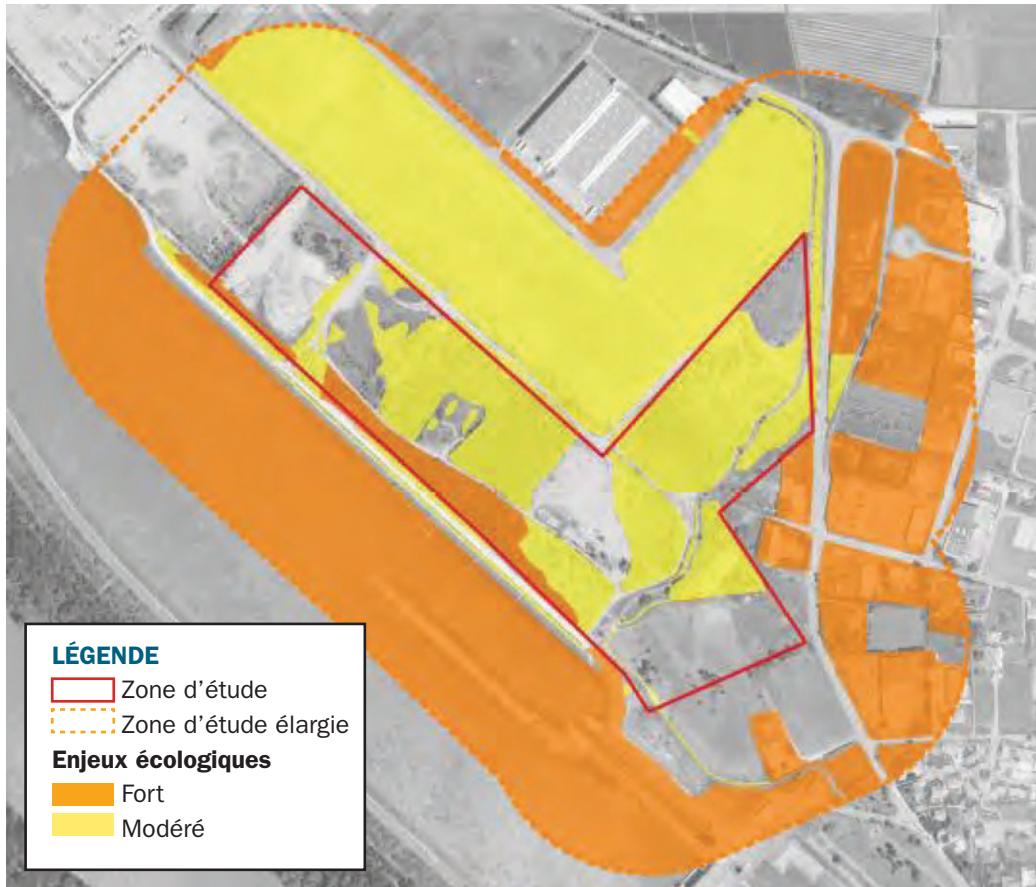 LÉGENDE
Zone d'étude
Zone d'étude élargie
Enjeux écologiques
Fort
Modéré